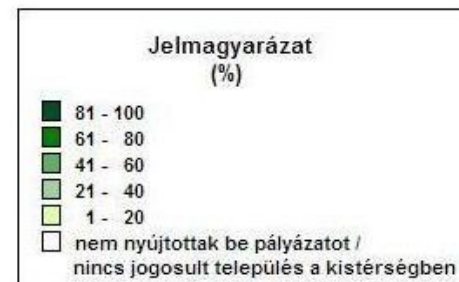 Jelmagyarázat
(%)
81 - 100
61 - 80
41 - 60
21 - 40
1 - 20
nem nyújtottak be pályázatot /
nincs jogosult település a kistérségben